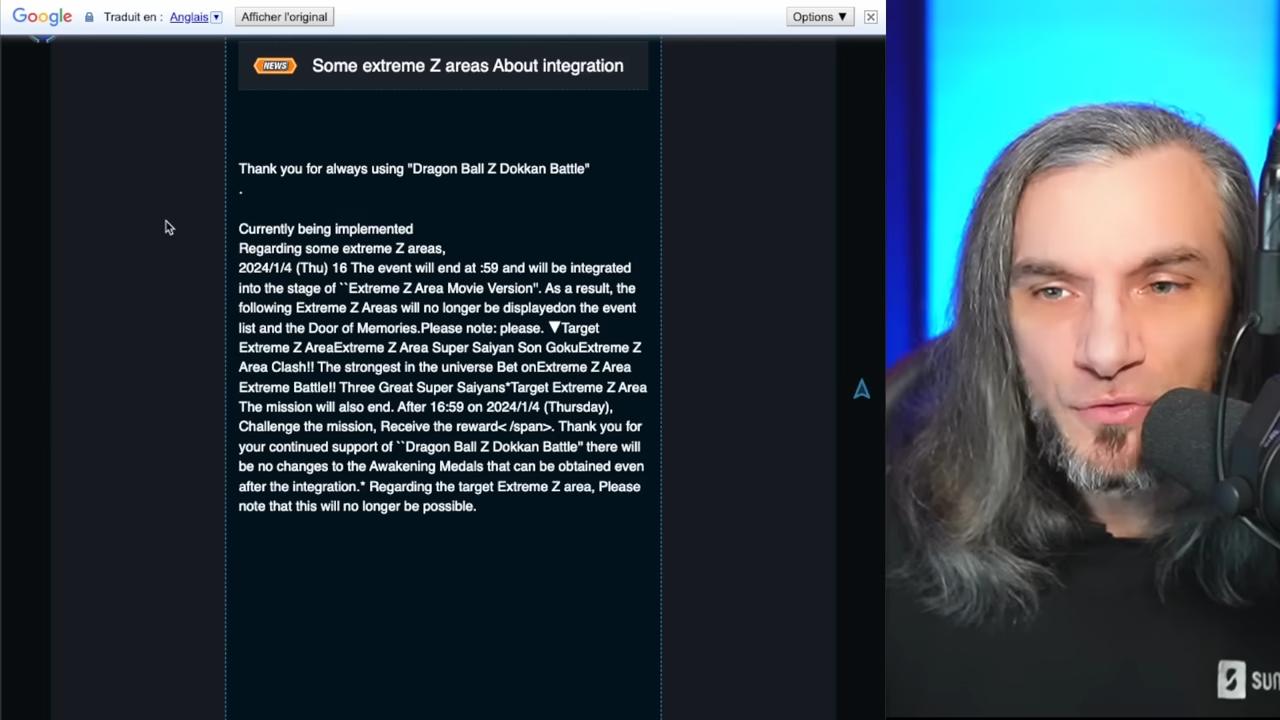 Google Traduit en : Anglais ▼ Afficher l'original Options ▼
NEWS Some extreme Z areas About integration
Thank you for always using "Dragon Ball Z Dokkan Battle"
.
Currently being implemented
Regarding some extreme Z areas,
2024/1/4 (Thu) 16 The event will end at :59 and will be integrated
into the stage of ``Extreme Z Area Movie Version". As a result, the
following Extreme Z Areas will no longer be displayedon the event
list and the Door of Memories.Please note: please. ▼Target
Extreme Z AreaExtreme Z Area Super Saiyan Son GokuExtreme Z
Area Clash!! The strongest in the universe Bet onExtreme Z Area
Extreme Battle!! Three Great Super Saiyans*Target Extreme Z Area
The mission will also end. After 16:59 on 2024/1/4 (Thursday),
Challenge the mission, Receive the reward< /span>. Thank you for
your continued support of ``Dragon Ball Z Dokkan Battle" there will
be no changes to the Awakening Medals that can be obtained even
after the integration.* Regarding the target Extreme Z area, Please
note that this will no longer be possible.